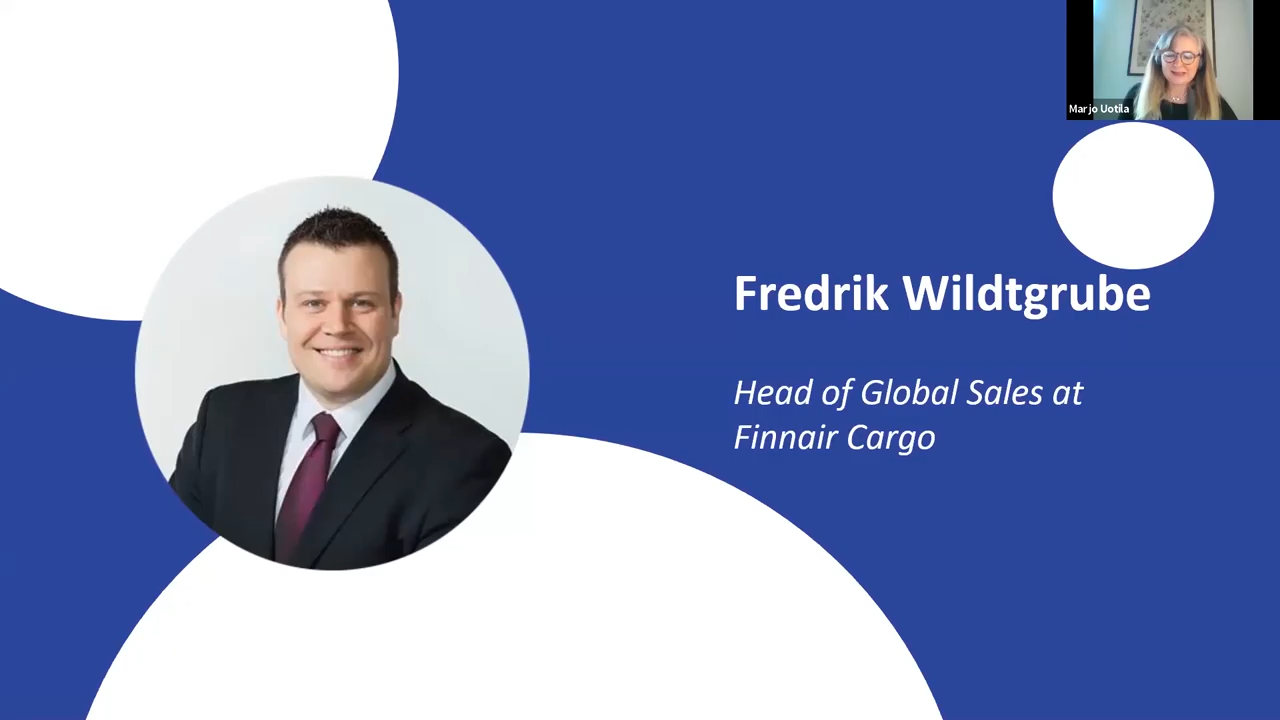 Marjo Uotila
Fredrik Wildtgrube
Head of Global Sales at
Finnair Cargo